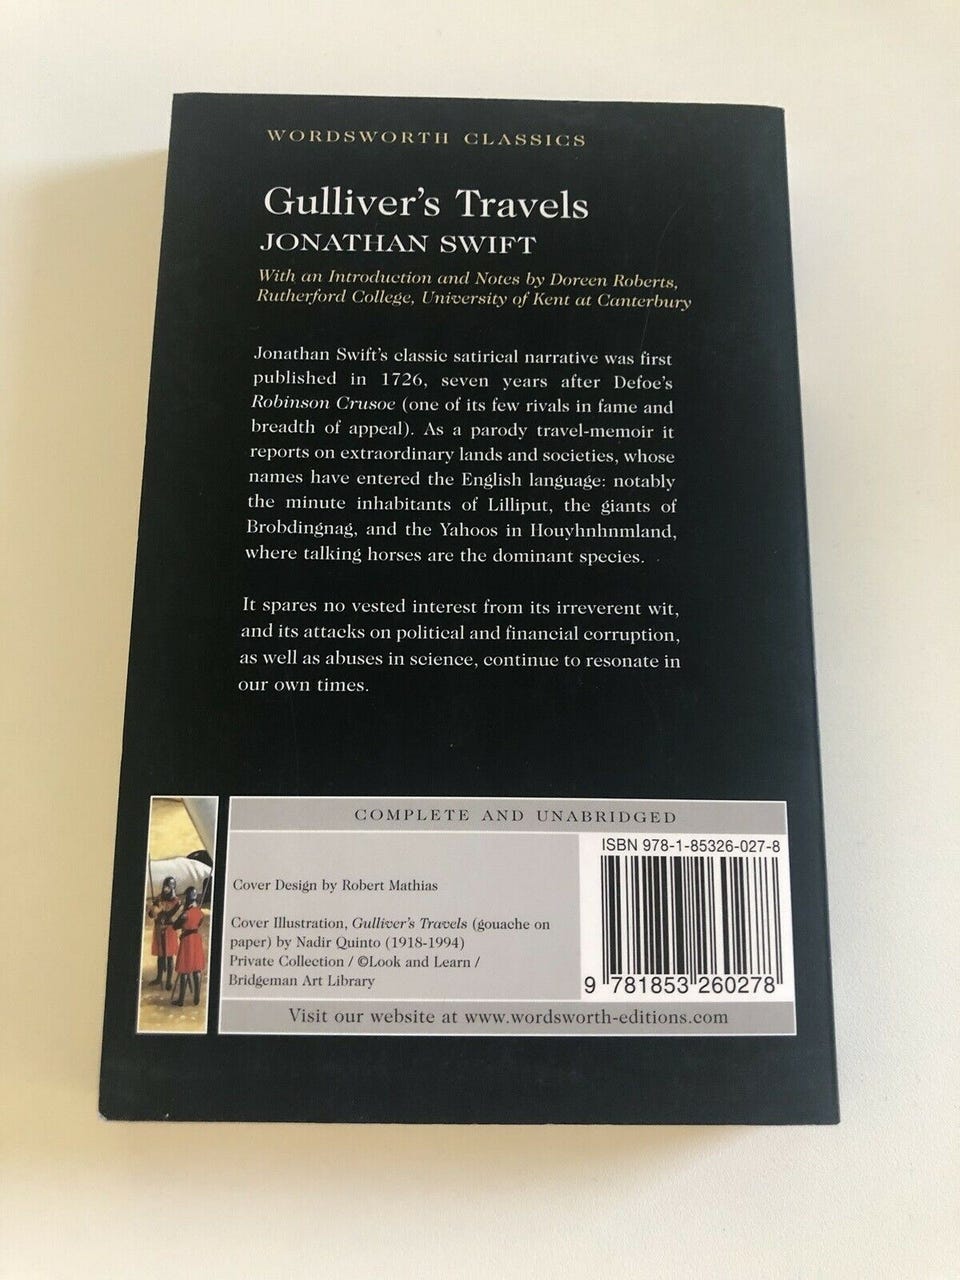 WORDSWORTH CLASSICS
Gulliver's Travels
JONATHAN SWIFT
With an Introduction and Notes by Doreen Roberts,
Rutherford College, University of Kent at Canterbury
Jonathan Swift's classic satirical narrative was first
published in 1726, seven years after Defoe's
Robinson Crusoe (one of its few rivals in fame and
breadth of appeal). As a parody travel-memoir it
reports on extraordinary lands and societies, whose
names have entered the English language: notably
the minute inhabitants of Lilliput, the giants of
Brobdingnag, and the Yahoos in Houyhnhnmland,
where talking horses are the dominant species.
It spares no vested interest from its irreverent wit,
and its attacks on political and financial corruption,
as well as abuses in science, continue to resonate in
our own times.
COMPLETE AND UNABRIDGED
Cover Design by Robert Mathias
Cover Illustration, Gulliver's Travels (gouache on
paper) by Nadir Quinto (1918-1994)
Private Collection / ©Look and Learn /
Bridgeman Art Library
ISBN 978-1-85326-027-8
9 781853 260278
Visit our website at www.wordsworth-editions.com